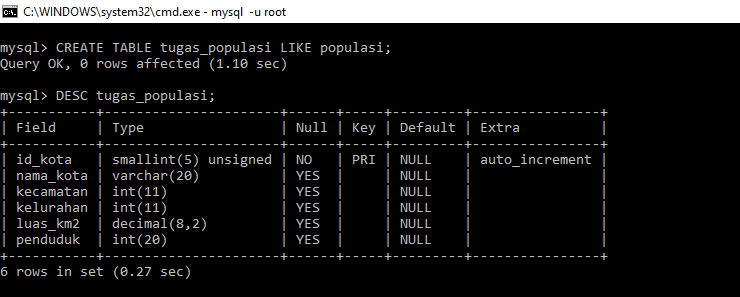 C:\WINDOWS\system32\cmd.exe - mysql  -u root
mysql> CREATE TABLE tugas_populasi LIKE populasi;
Query OK, 0 rows affected (1.10 sec)
mysql> DESC tugas_populasi;
+-----------+----------------------+------+-----+---------+----------------+
| Field     | Type                 | Null | Key | Default | Extra          |
+-----------+----------------------+------+-----+---------+----------------+
| id_kota   | smallint(5) unsigned | NO   | PRI | NULL    | auto_increment |
| nama_kota | varchar(20)          | YES  |     | NULL    |                |
| kecamatan | int(11)              | YES  |     | NULL    |                |
| kelurahan | int(11)              | YES  |     | NULL    |                |
| luas_km2  | decimal(8,2)         | YES  |     | NULL    |                |
| penduduk  | int(20)              | YES  |     | NULL    |                |
+-----------+----------------------+------+-----+---------+----------------+
6 rows in set (0.27 sec)